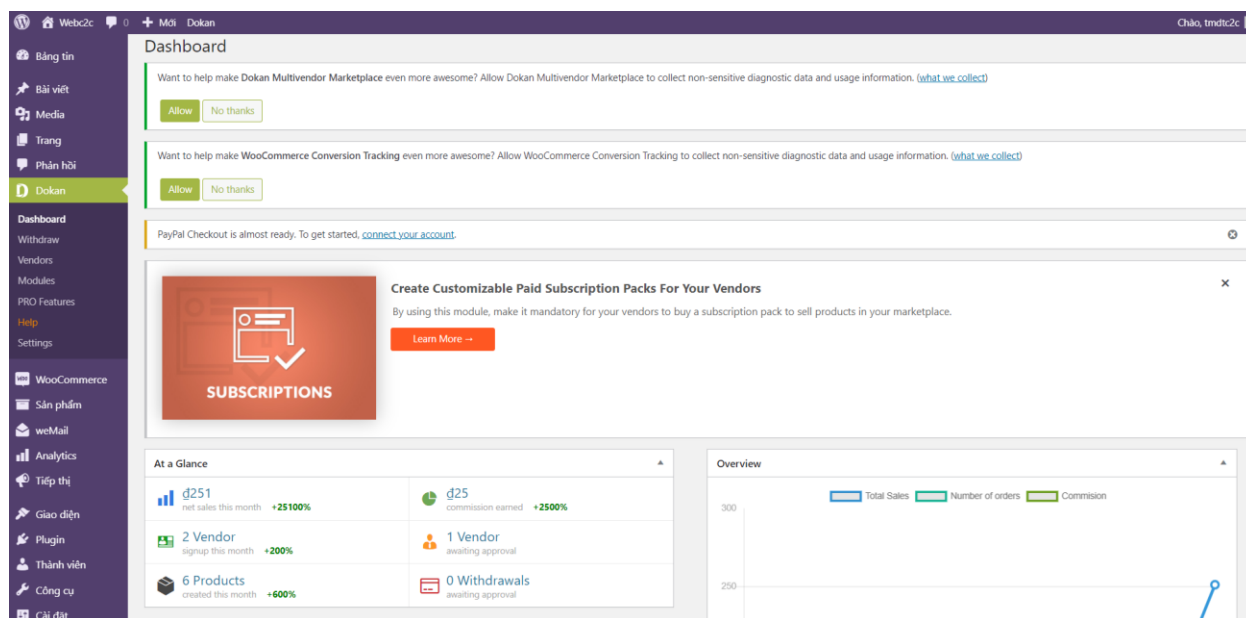 Webc2c 0 Mới Dokan Chào, tmdtc2c
Bảng tin
Bài viết
Media
Trang
Phản hồi
Dokan
Dashboard
Withdraw
Vendors
Modules
PRO Features
Help
Settings
WooCommerce
Sản phẩm
weMail
Analytics
Tiếp thị
Giao diện
Plugin
Thành viên
Công cụ
Cài đặt
Dashboard
Want to help make Dokan Multivendor Marketplace even more awesome? Allow Dokan Multivendor Marketplace to collect non-sensitive diagnostic data and usage information. (what we collect)
Allow No thanks
Want to help make WooCommerce Conversion Tracking even more awesome? Allow WooCommerce Conversion Tracking to collect non-sensitive diagnostic data and usage information. (what we collect)
Allow No thanks
PayPal Checkout is almost ready. To get started, connect your account.
SUBSCRIPTIONS
Create Customizable Paid Subscription Packs For Your Vendors
By using this module, make it mandatory for your vendors to buy a subscription pack to sell products in your marketplace.
Learn More →
At a Glance
₫251
net sales this month +25100%
₫25
commission earned +2500%
2 Vendor
signup this month +200%
1 Vendor
awaiting approval
6 Products
created this month +600%
0 Withdrawals
awaiting approval
Overview
Total Sales Number of orders Commision
300
250